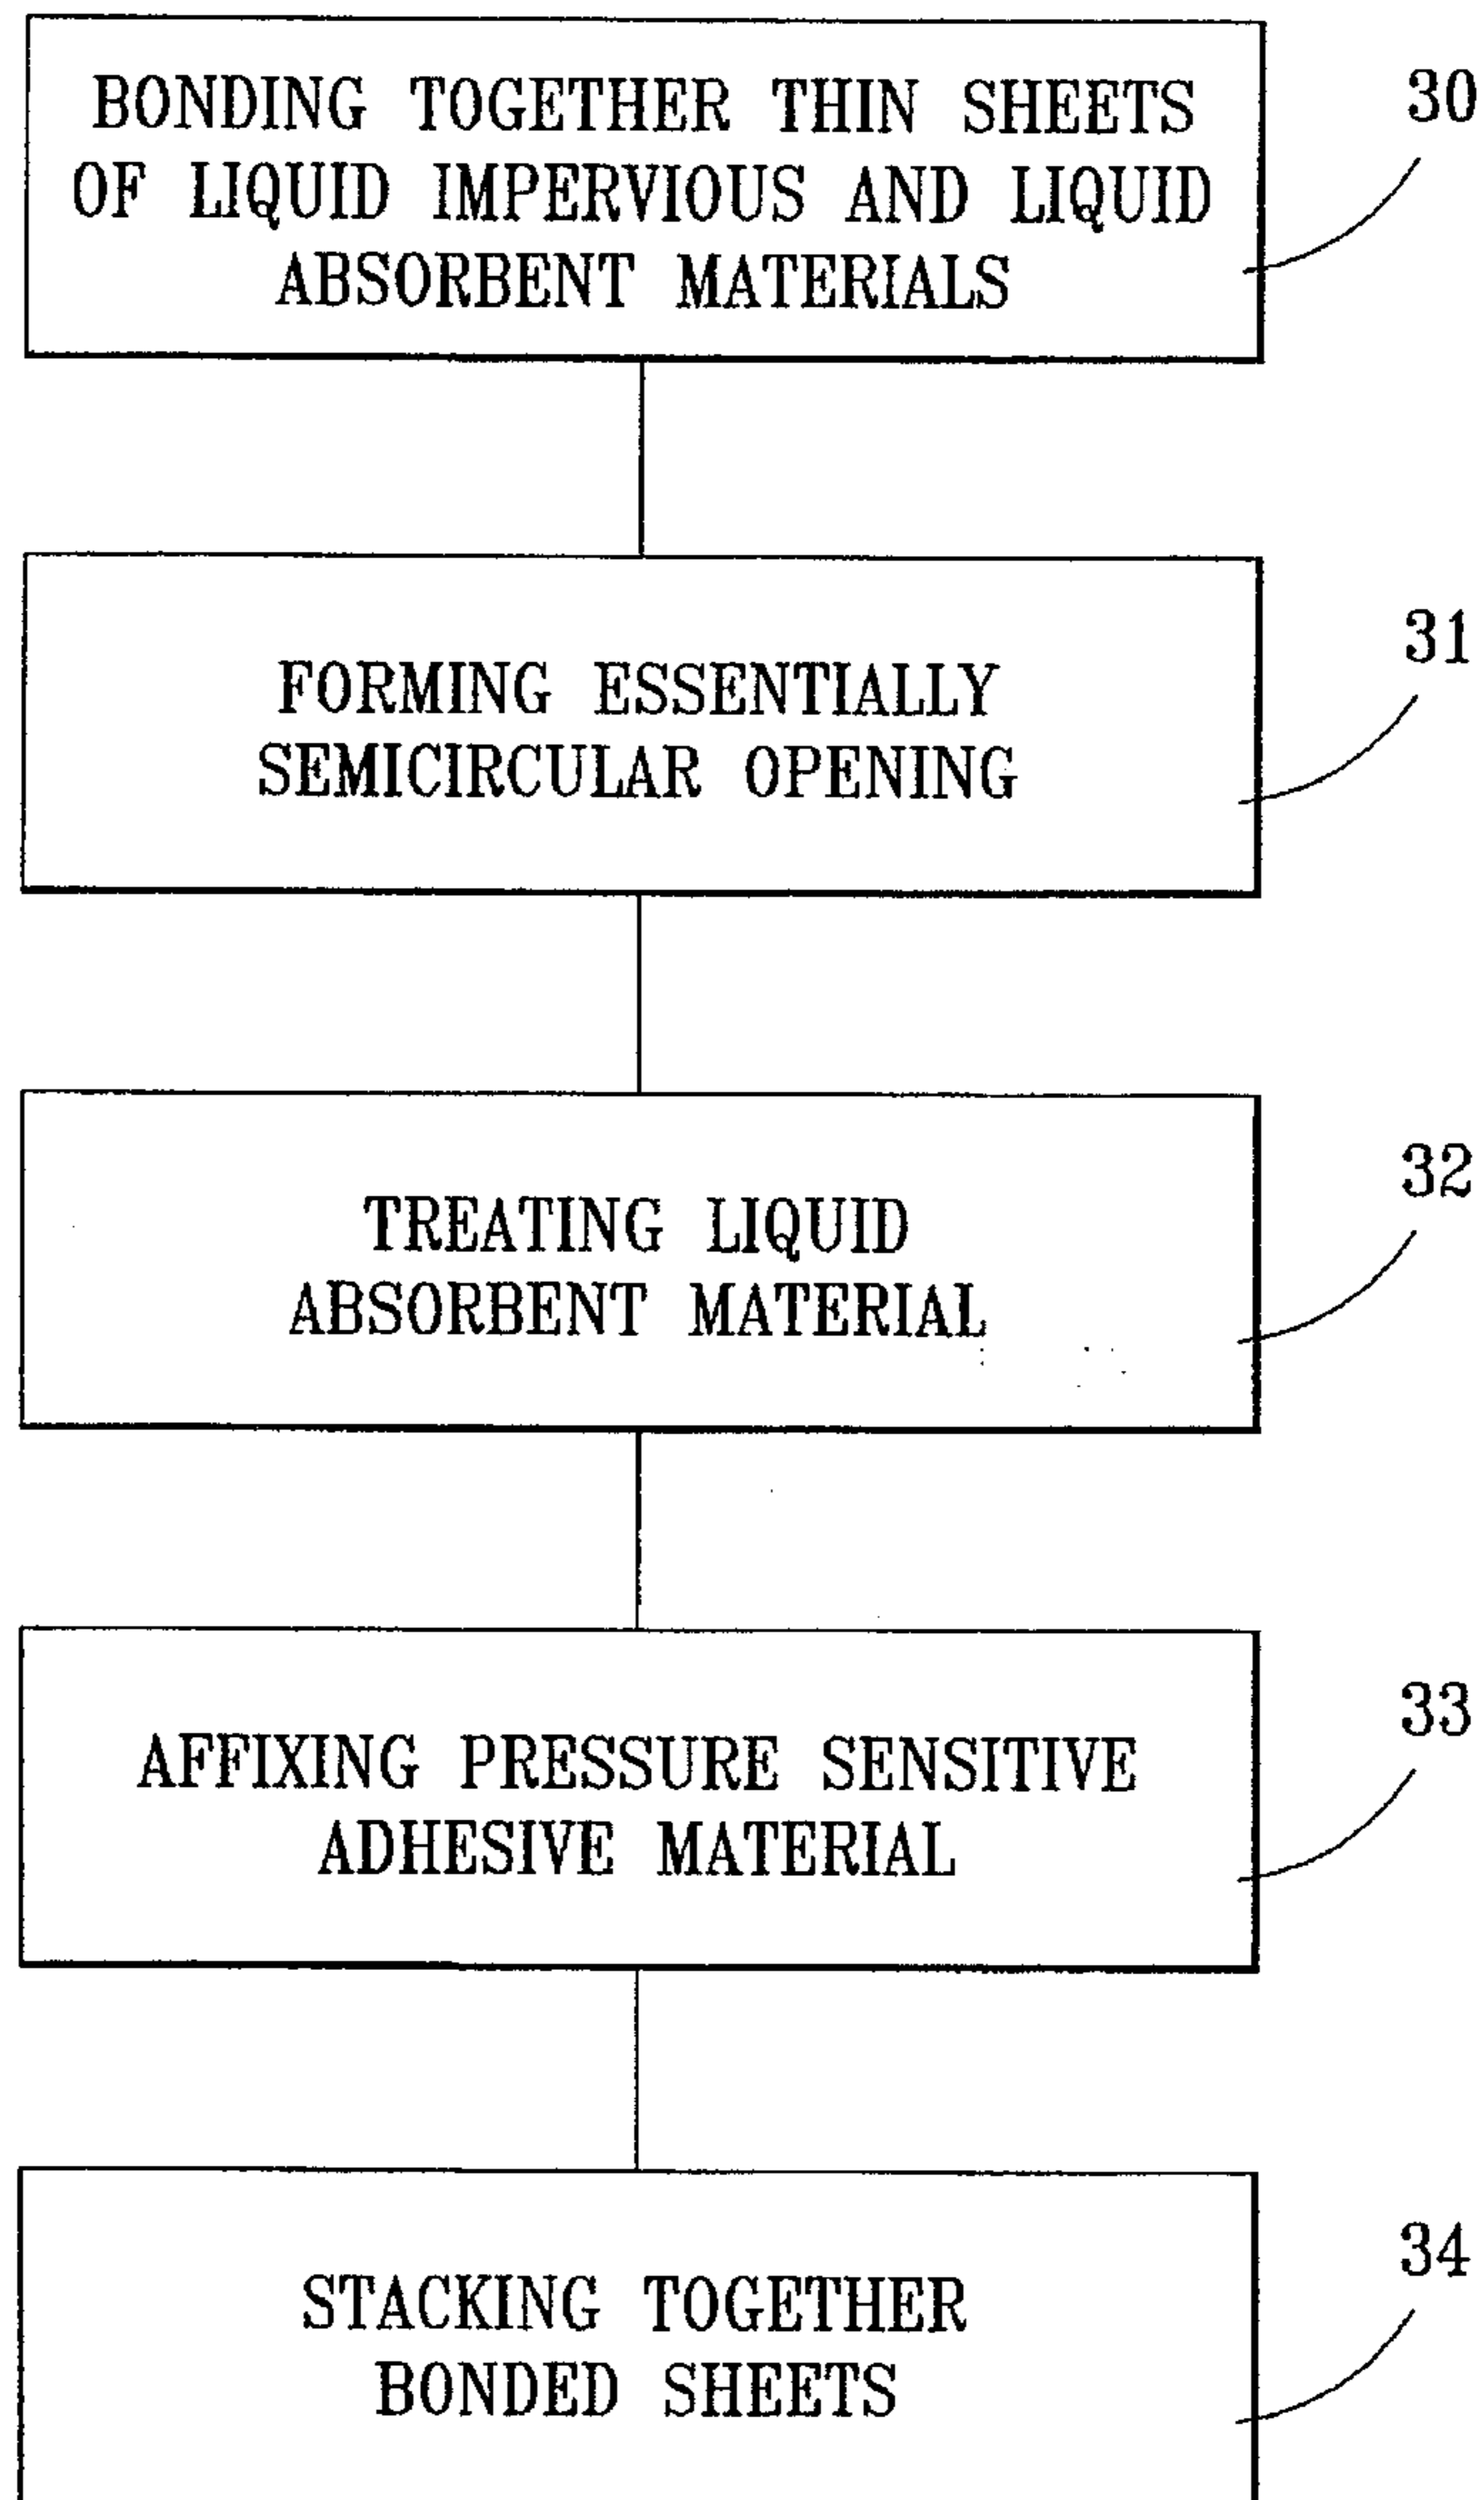 BONDING TOGETHER THIN SHEETS
OF LIQUID IMPERVIOUS AND LIQUID
ABSORBENT MATERIALS
30
FORMING ESSENTIALLY
SEMICIRCULAR OPENING
31
TREATING LIQUID
ABSORBENT MATERIAL
32
AFFIXING PRESSURE SENSITIVE
ADHESIVE MATERIAL
33
STACKING TOGETHER
BONDED SHEETS
34